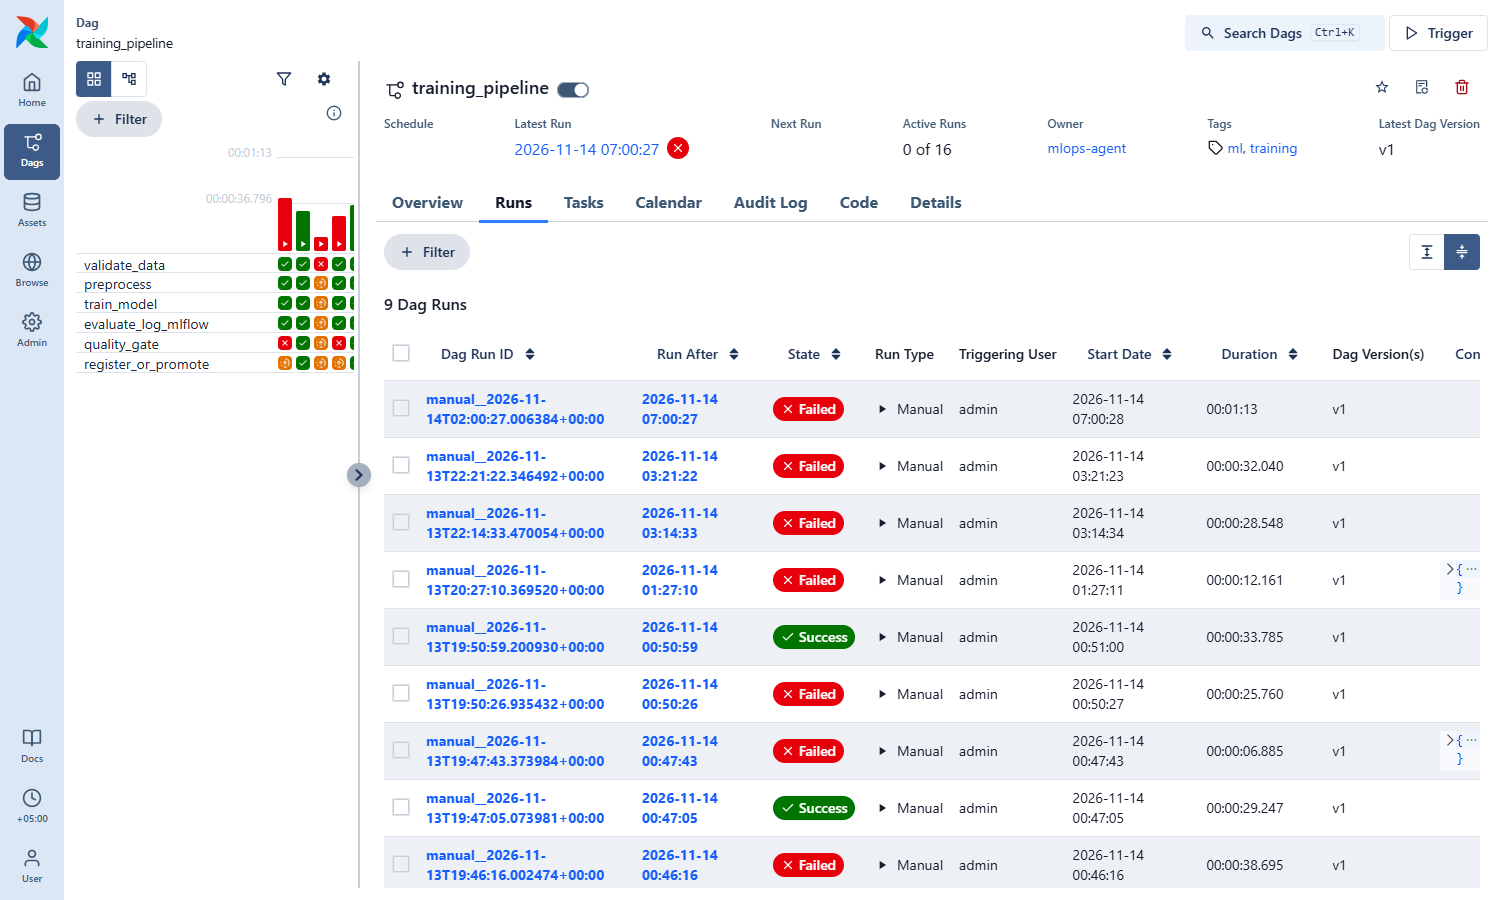 Dag
training_pipeline
Search Dags Ctrl+K
Trigger
Home
Dags
Assets
Browse
Admin
Docs
+05:00
User
Filter
00:01:13
00:00:36.796
validate_data
preprocess
train_model
evaluate_log_mlflow
quality_gate
register_or_promote
training_pipeline
Schedule Latest Run Next Run Active Runs Owner Tags Latest Dag Version
2026-11-14 07:00:27 0 of 16 mlops-agent ml, training v1
Overview Runs Tasks Calendar Audit Log Code Details
Filter
9 Dag Runs
Dag Run ID Run After State Run Type Triggering User Start Date Duration Dag Version(s) Con
manual__2026-11- 2026-11-14 2026-11-14
14T02:00:27.006384+00:00 07:00:27 Failed Manual admin 07:00:28 00:01:13 v1
manual__2026-11- 2026-11-14 2026-11-14
13T22:21:22.346492+00:00 03:21:22 Failed Manual admin 03:21:23 00:00:32.040 v1
manual__2026-11- 2026-11-14 2026-11-14
13T22:14:33.470054+00:00 03:14:33 Failed Manual admin 03:14:34 00:00:28.548 v1
manual__2026-11- 2026-11-14 2026-11-14 { ...
13T20:27:10.369520+00:00 01:27:10 Failed Manual admin 01:27:11 00:00:12.161 v1 }
manual__2026-11- 2026-11-14 2026-11-14
13T19:50:59.200930+00:00 00:50:59 Success Manual admin 00:51:00 00:00:33.785 v1
manual__2026-11- 2026-11-14 2026-11-14
13T19:50:26.935432+00:00 00:50:26 Failed Manual admin 00:50:27 00:00:25.760 v1
manual__2026-11- 2026-11-14 2026-11-14 { ...
13T19:47:43.373984+00:00 00:47:43 Failed Manual admin 00:47:43 00:00:06.885 v1 }
manual__2026-11- 2026-11-14 2026-11-14
13T19:47:05.073981+00:00 00:47:05 Success Manual admin 00:47:05 00:00:29.247 v1
manual__2026-11- 2026-11-14 2026-11-14
13T19:46:16.002474+00:00 00:46:16 Failed Manual admin 00:46:16 00:00:38.695 v1